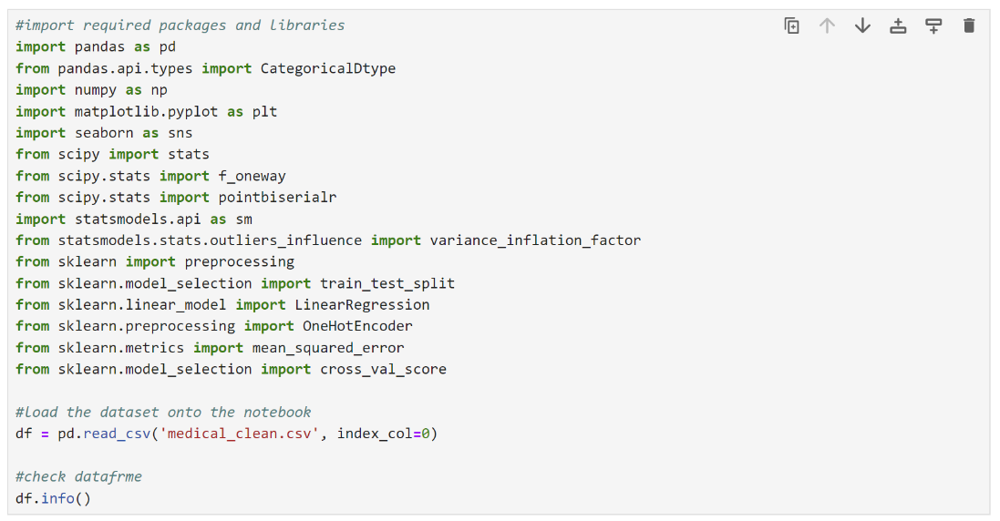 #import required packages and libraries
import pandas as pd
from pandas.api.types import CategoricalDtype
import numpy as np
import matplotlib.pyplot as plt
import seaborn as sns
from scipy import stats
from scipy.stats import f_oneway
from scipy.stats import pointbiserialr
import statsmodels.api as sm
from statsmodels.stats.outliers_influence import variance_inflation_factor
from sklearn import preprocessing
from sklearn.model_selection import train_test_split
from sklearn.linear_model import LinearRegression
from sklearn.preprocessing import OneHotEncoder
from sklearn.metrics import mean_squared_error
from sklearn.model_selection import cross_val_score

#load the dataset onto the notebook
df = pd.read_csv('medical_clean.csv', index_col=0)

#check datafrme
df.info()